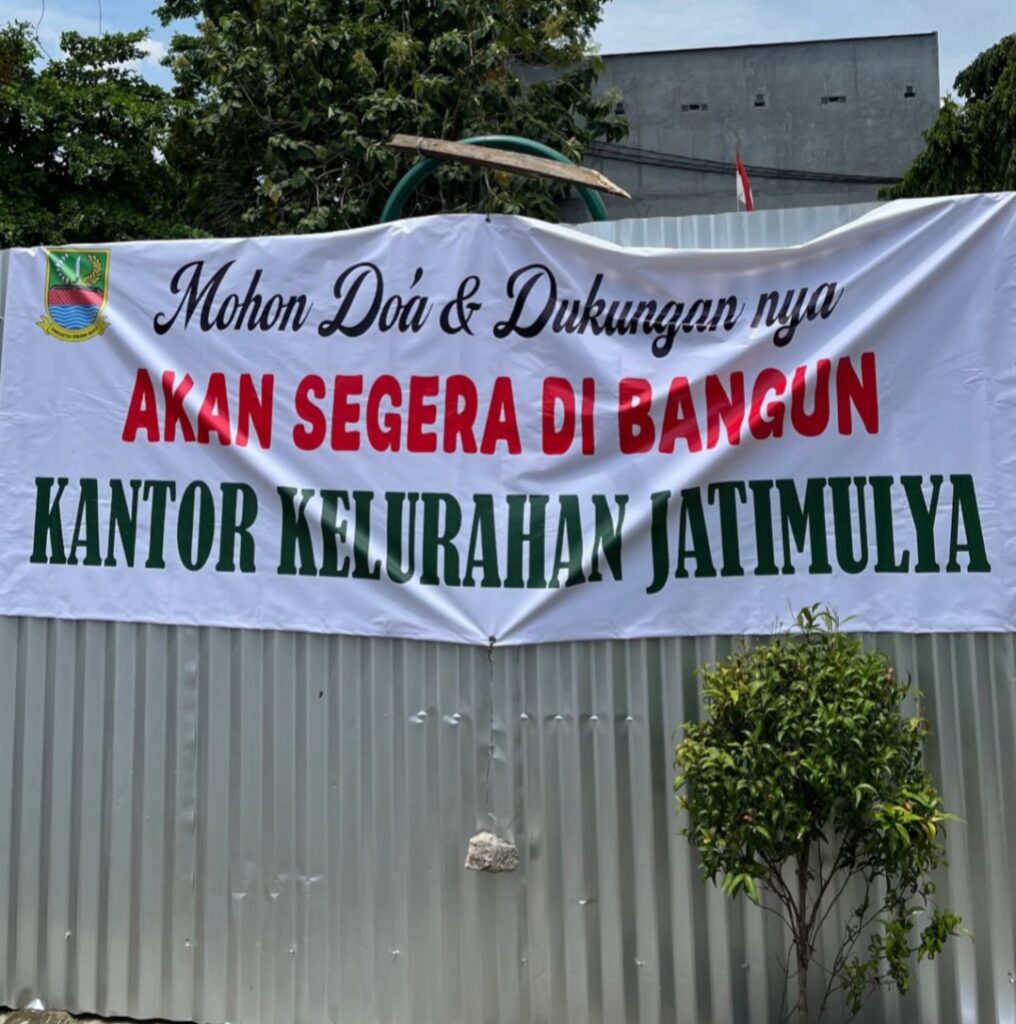 Mohon Do'a & Dukungan nya
AKAN SEGERA DI BANGUN
KANTOR KELURAHAN JATIMULYA